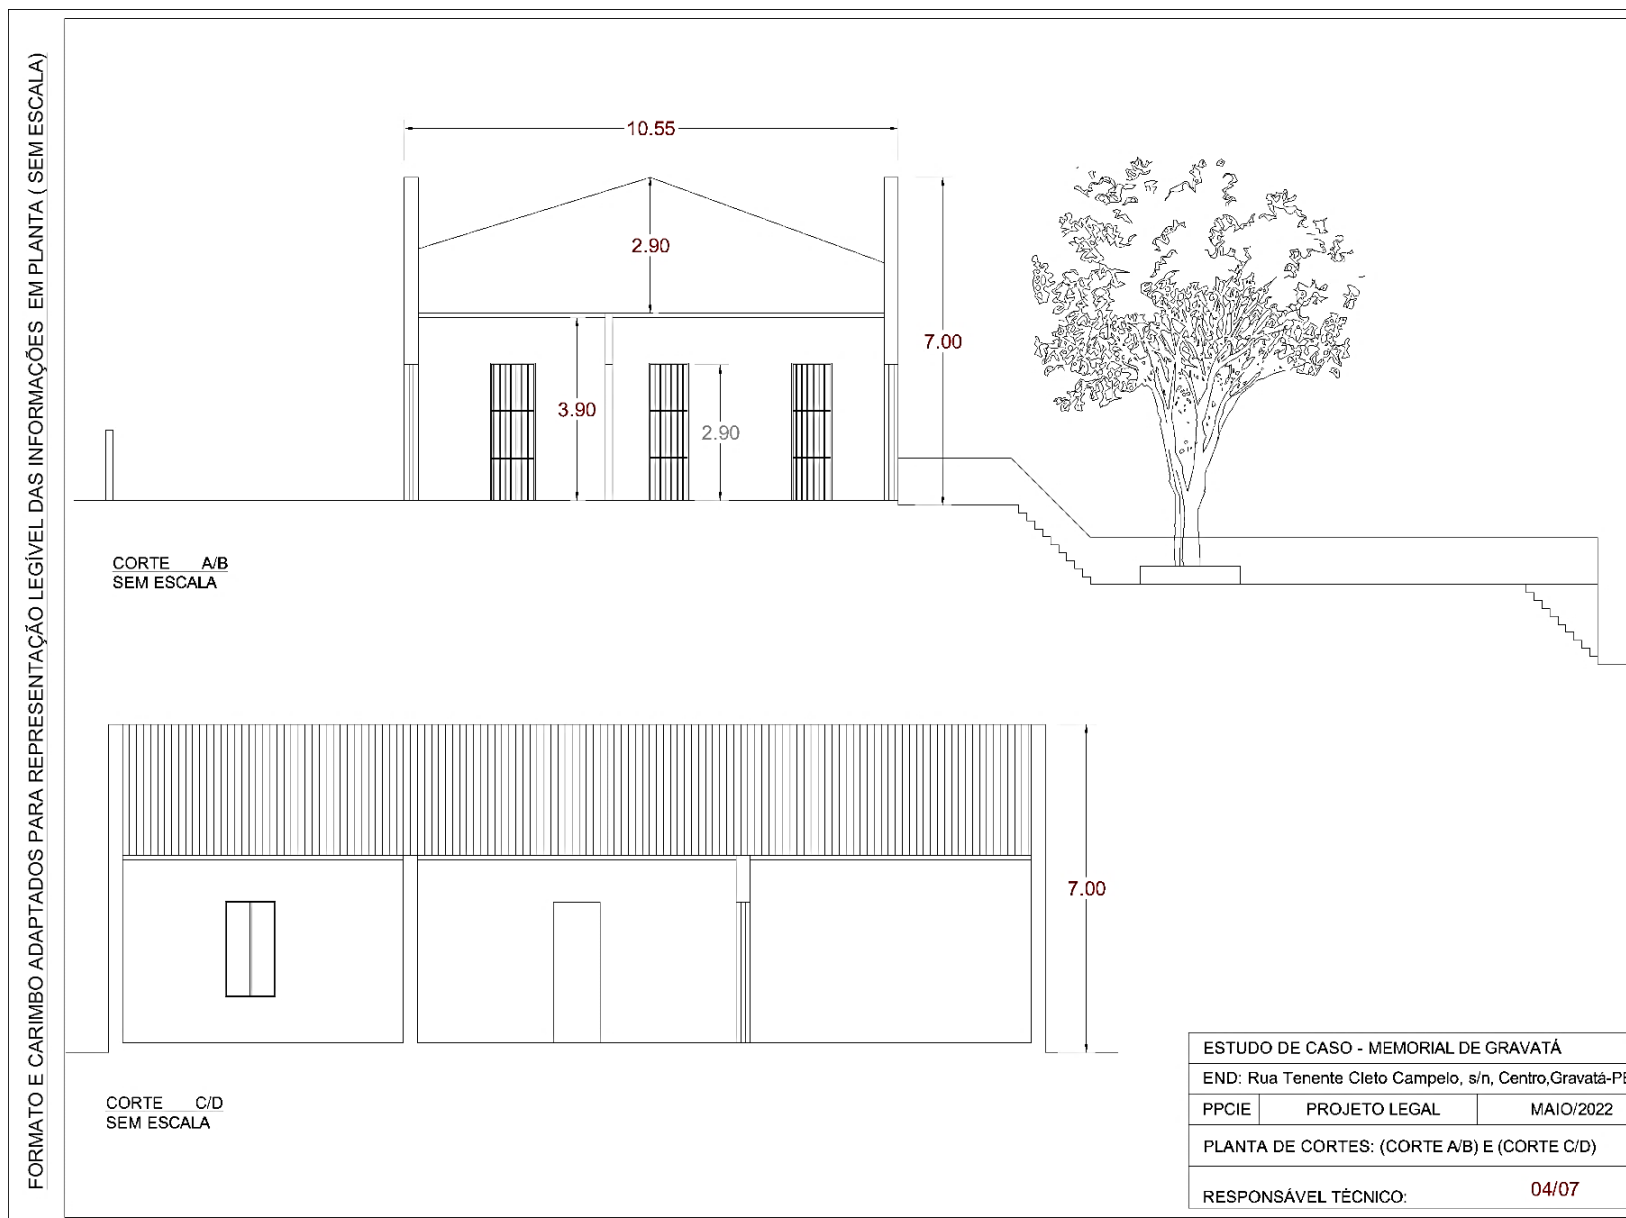 FORMATO E CARIMBO ADAPTADOS PARA REPRESENTAÇÃO LEGÍVEL DAS INFORMAÇÕES EM PLANTA ( SEM ESCALA)
10.55
2.90
7.00
3.90
2.90
CORTE A/B
SEM ESCALA
7.00
CORTE C/D
SEM ESCALA
ESTUDO DE CASO - MEMORIAL DE GRAVATÁ
END: Rua Tenente Cleto Campelo, s/n, Centro,Gravatá-PE
PPCIE PROJETO LEGAL MAIO/2022
PLANTA DE CORTES: (CORTE A/B) E (CORTE C/D)
RESPONSÁVEL TÉCNICO: 04/07